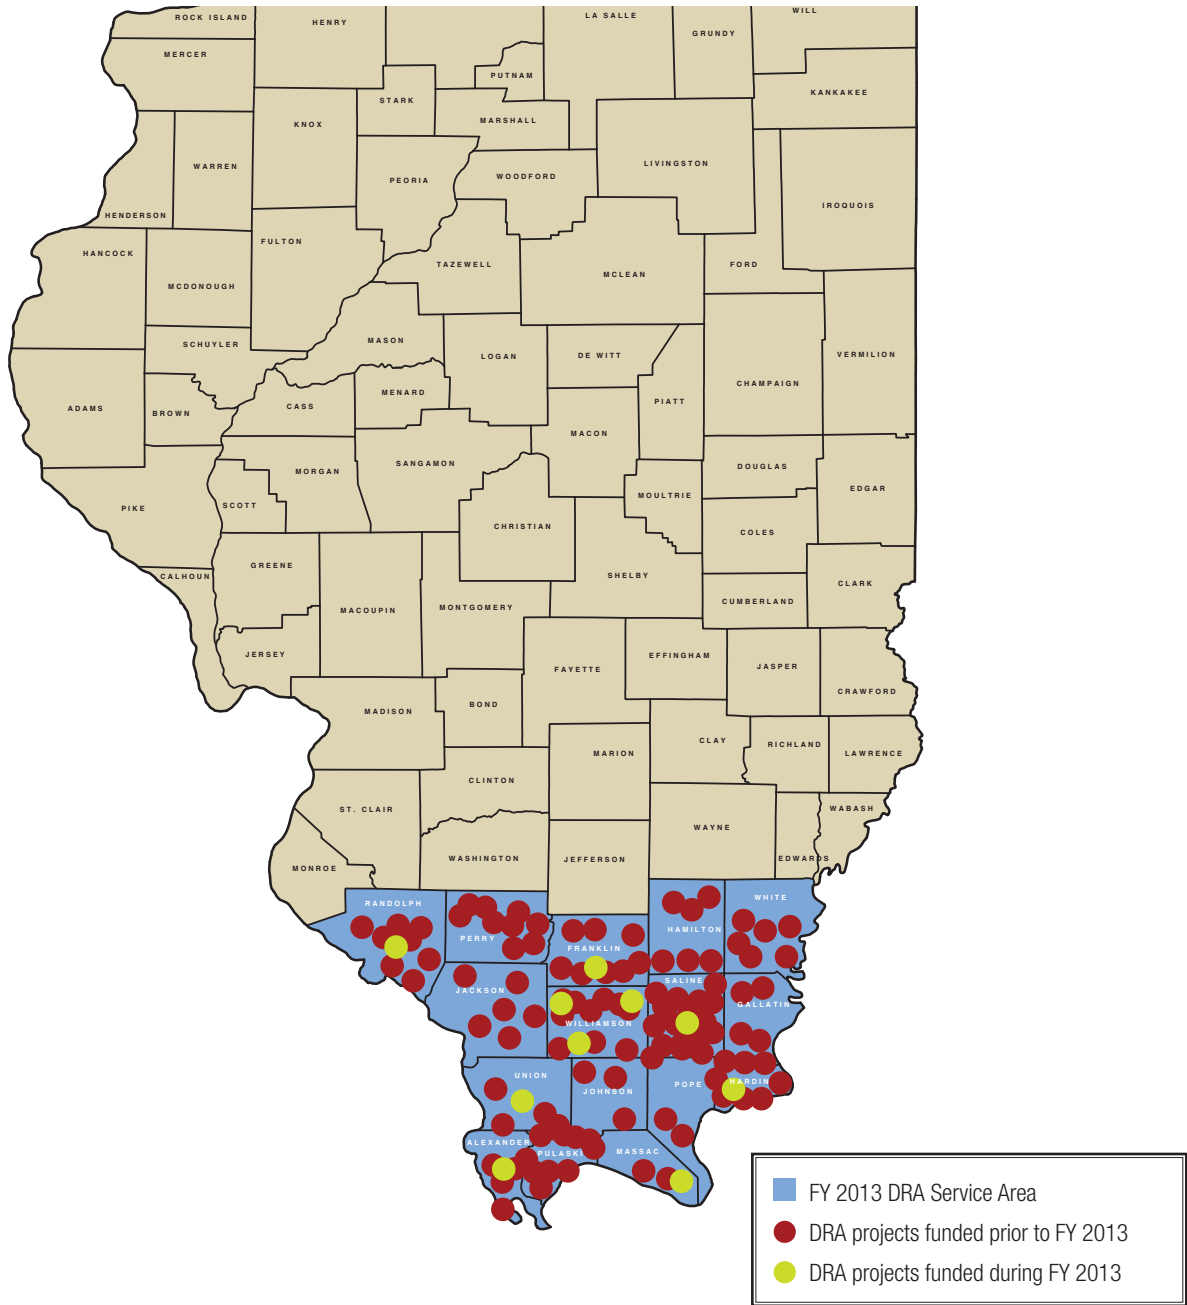 ROCK ISLAND
HENRY
LA SALLE
WILL
GRUNDY
MERCER
PUTNAM
KANKAKEE
STARK
MARSHALL
KNOX
LIVINGSTON
WARREN
PEORIA
WOODFORD
IROQUOIS
HENDERSON
FULTON
HANCOCK
TAZEWELL
MCLEAN
FORD
MCDONOUGH
SCHUYLER
MASON
LOGAN
DE WITT
VERMILION
CHAMPAIGN
MENARD
PIATT
ADAMS
BROWN
CASS
MACON
SANGAMON
DOUGLAS
MORGAN
EDGAR
MOULTRIE
PIKE
SCOTT
CHRISTIAN
COLES
GREENE
CALHOUN
SHELBY
CLARK
CUMBERLAND
MACOUPIN
MONTGOMERY
JERSEY
EFFINGHAM
JASPER
FAYETTE
CRAWFORD
BOND
MADISON
CLAY
RICHLAND
MARION
LAWRENCE
CLINTON
ST. CLAIR
WABASH
WAYNE
WASHINGTON
JEFFERSON
EDWARDS
MONROE
RANDOLPH
WHITE
HAMILTON
PERRY
FRANKLIN
SALINE
JACKSON
GALLATIN
WILLIAMSON
UNION
POPE
HARDIN
JOHNSON
ALEXANDER
PULASKI
MASSAC
FY 2013 DRA Service Area
DRA projects funded prior to FY 2013
DRA projects funded during FY 2013